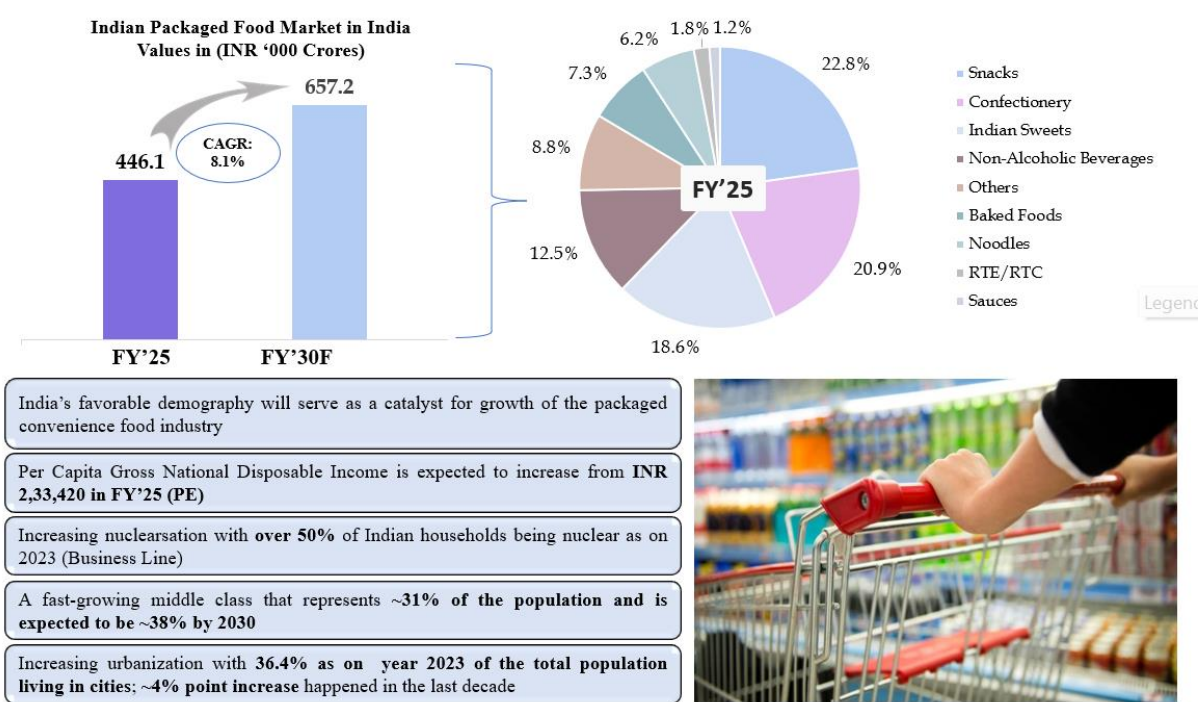 Indian Packaged Food Market in India
Values in (INR ‘000 Crores)
446.1
CAGR:
8.1%
657.2
FY’25
FY’30F
22.8%
20.9%
18.6%
12.5%
8.8%
7.3%
6.2%
1.8%
1.2%
FY’25
Snacks
Confectionery
Indian Sweets
Non-Alcoholic Beverages
Others
Baked Foods
Noodles
RTE/RTC
Sauces
Legend
India’s favorable demography will serve as a catalyst for growth of the packaged
convenience food industry
Per Capita Gross National Disposable Income is expected to increase from INR
2,33,420 in FY’25 (PE)
Increasing nuclearsation with over 50% of Indian households being nuclear as on
2023 (Business Line)
A fast-growing middle class that represents ~31% of the population and is
expected to be ~38% by 2030
Increasing urbanization with 36.4% as on year 2023 of the total population
living in cities; ~4% point increase happened in the last decade